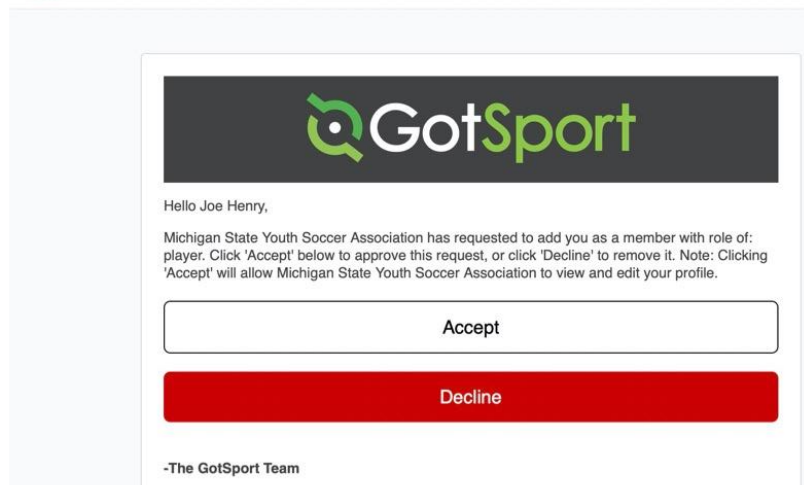 GotSport
Hello Joe Henry,
Michigan State Youth Soccer Association has requested to add you as a member with role of:
player. Click 'Accept' below to approve this request, or click 'Decline' to remove it. Note: Clicking
'Accept' will allow Michigan State Youth Soccer Association to view and edit your profile.
Accept
Decline
-The GotSport Team